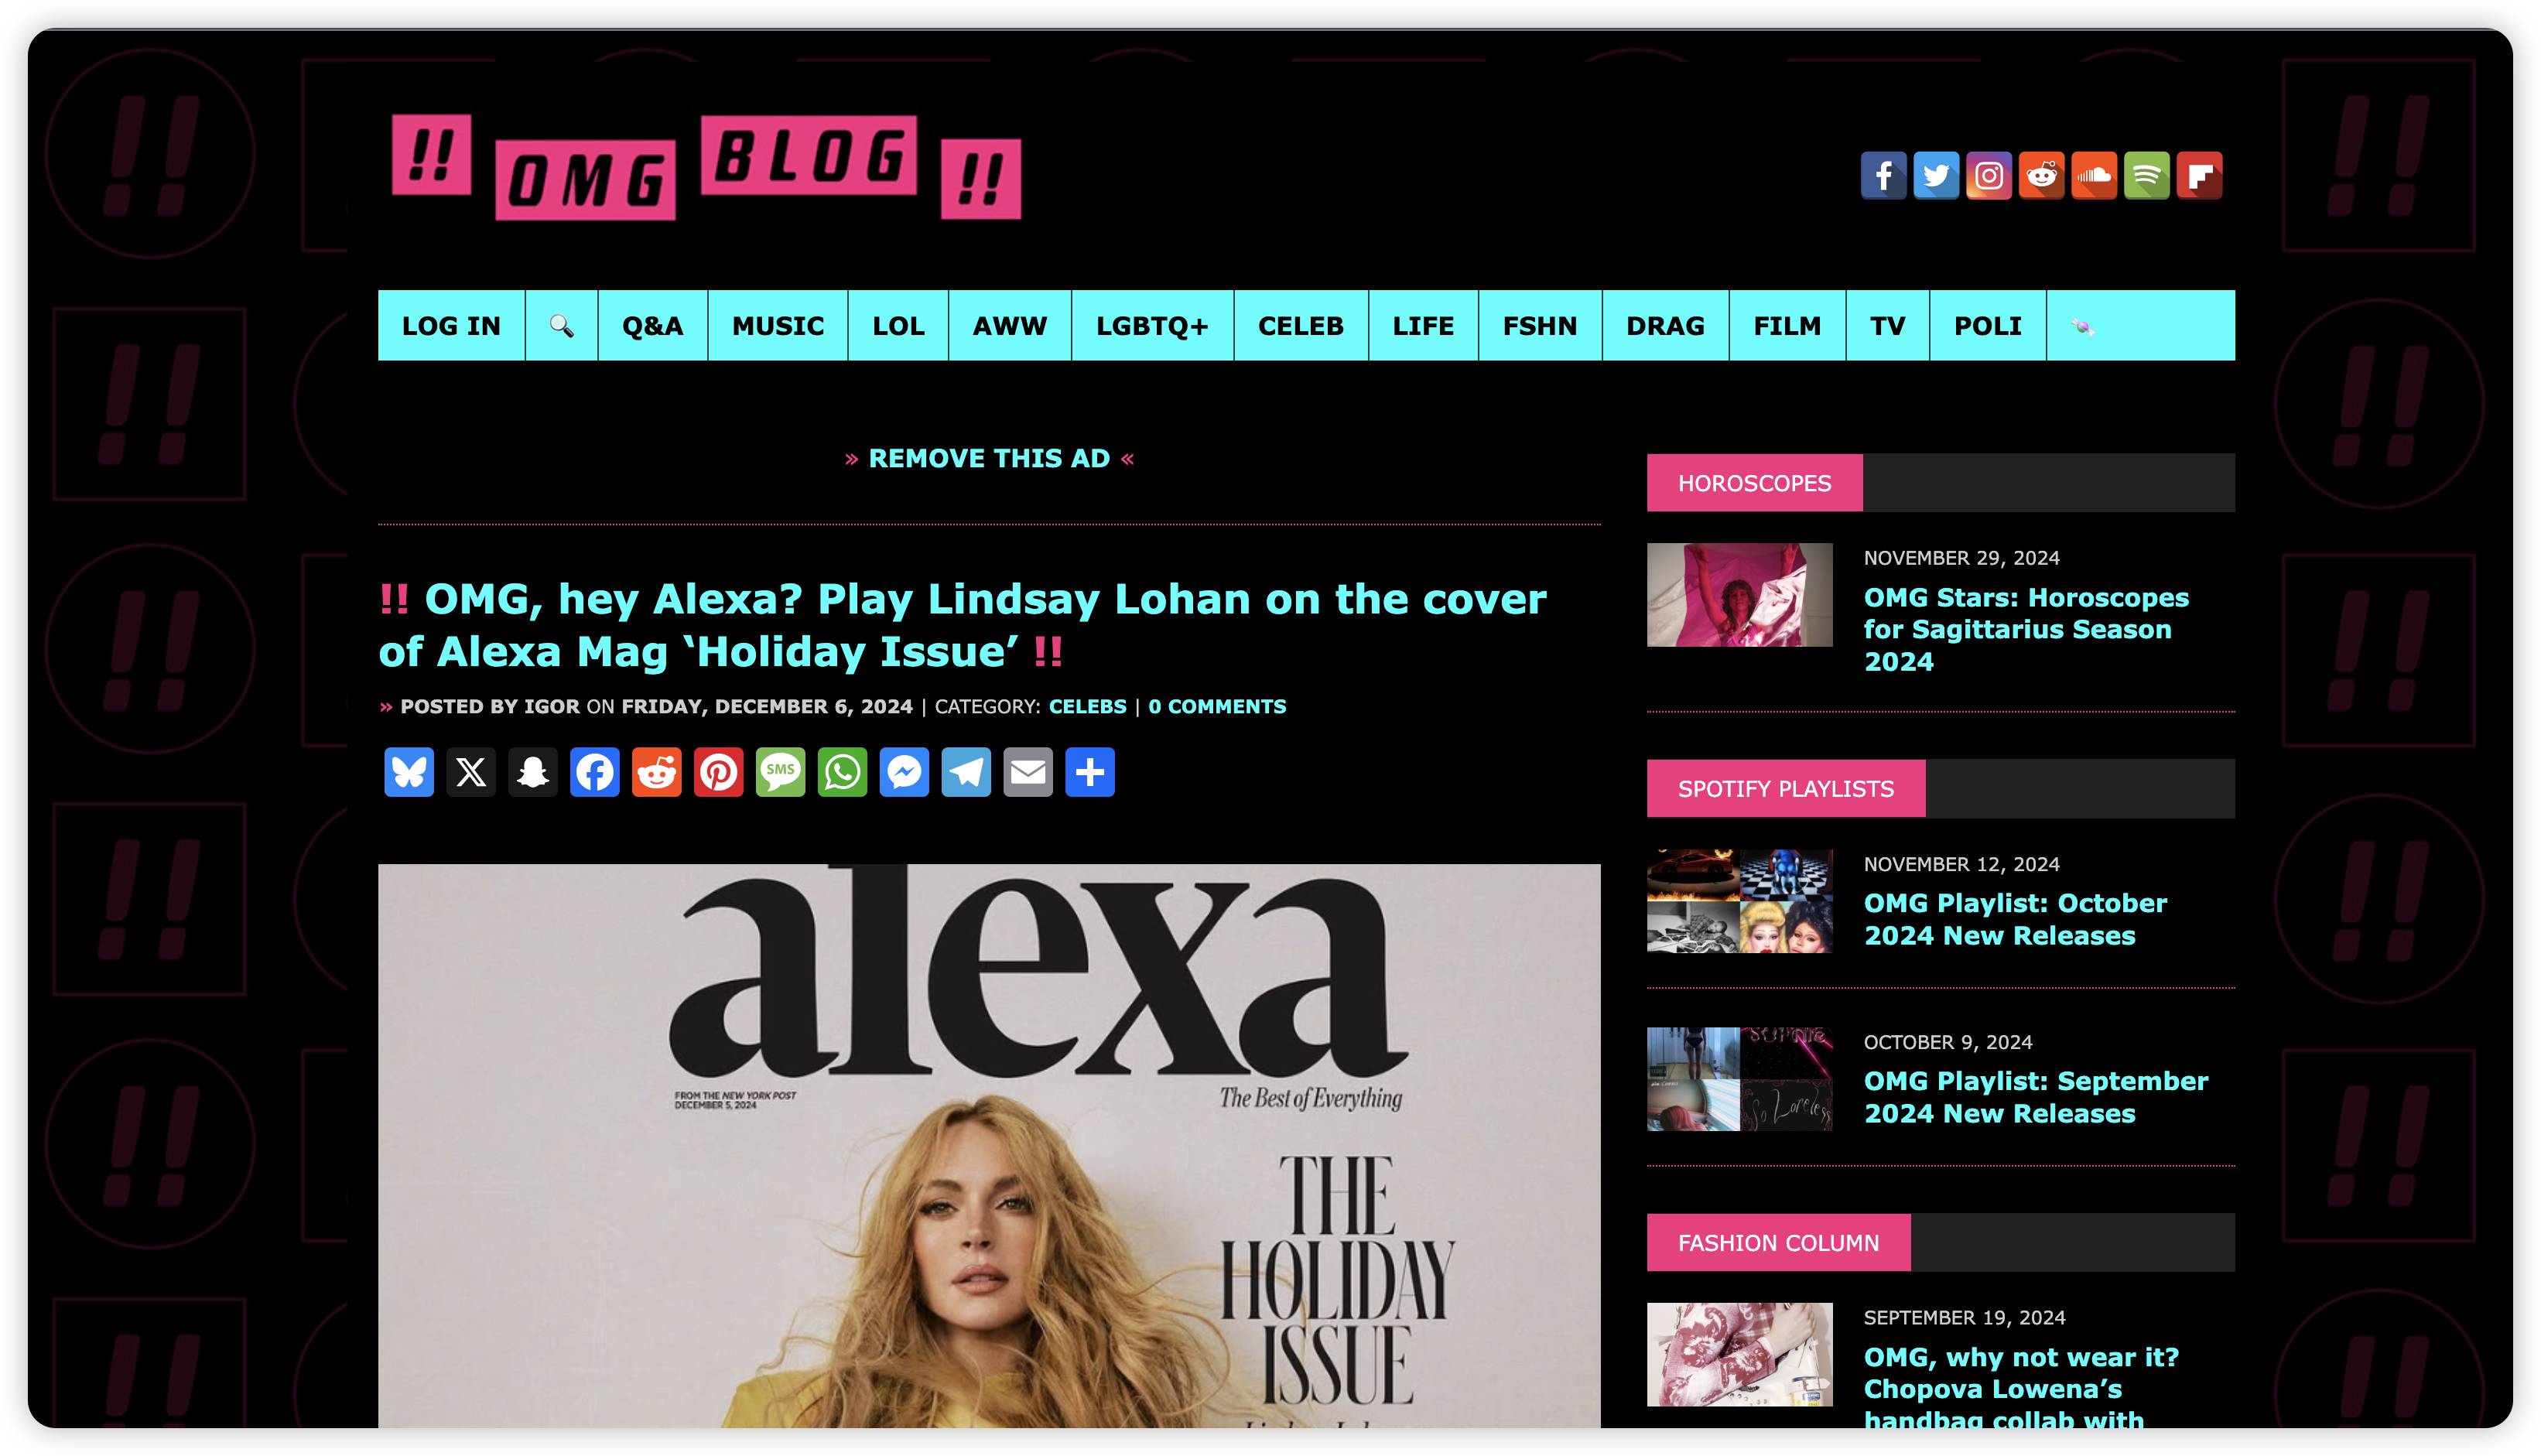 !! OMG BLOG !!
LOG IN
Q&A
MUSIC
LOL
AWW
LGBTQ+
CELEB
LIFE
FSHN
DRAG
FILM
TV
POLI
» REMOVE THIS AD «
!! OMG, hey Alexa? Play Lindsay Lohan on the cover
of Alexa Mag ‘Holiday Issue’ !!
» POSTED BY IGOR ON FRIDAY, DECEMBER 6, 2024 | CATEGORY: CELEBS | 0 COMMENTS
SMS
alexa
FROM THE NEW YORK POST
DECEMBER 5, 2024
The Best of Everything
THE
HOLIDAY
ISSUE
HOROSCOPES
NOVEMBER 29, 2024
OMG Stars: Horoscopes
for Sagittarius Season
2024
SPOTIFY PLAYLISTS
NOVEMBER 12, 2024
OMG Playlist: October
2024 New Releases
SOPHIE
So Loveless
OCTOBER 9, 2024
OMG Playlist: September
2024 New Releases
FASHION COLUMN
SEPTEMBER 19, 2024
OMG, why not wear it?
Chopova Lowena’s
handbag collab with